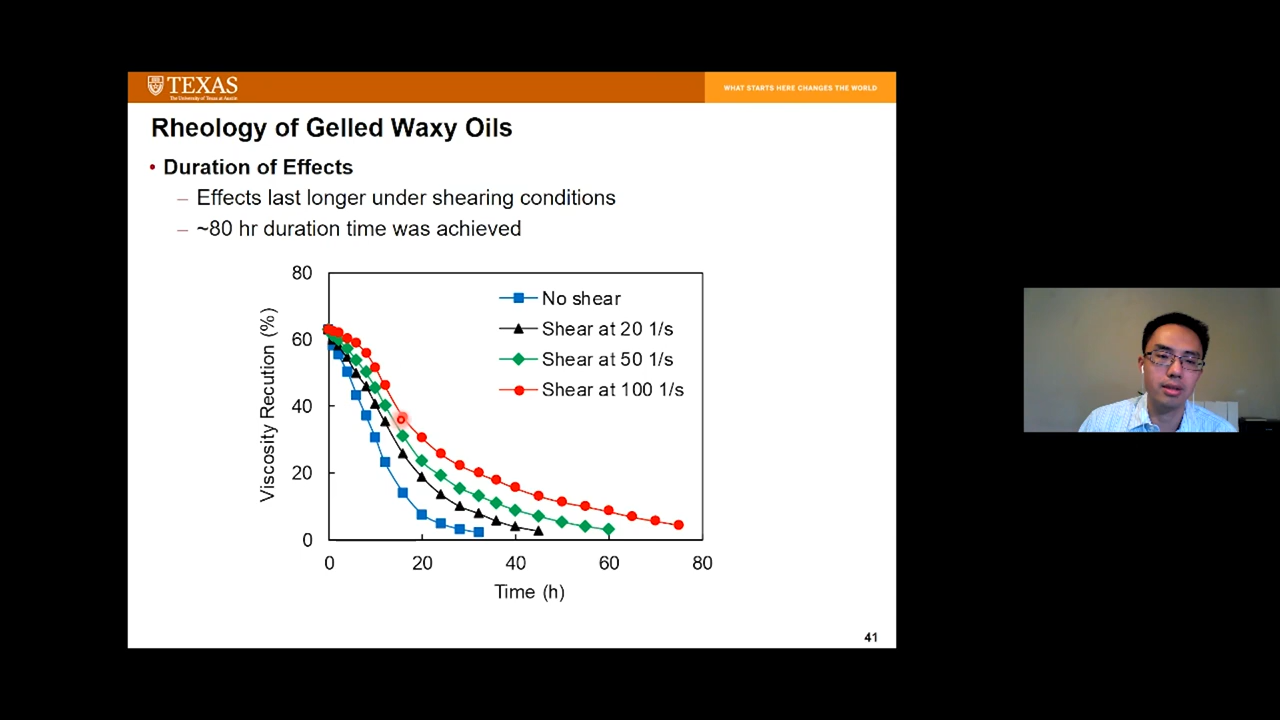 TEXAS
The University of Texas at Austin
WHAT STARTS HERE CHANGES THE WORLD
Rheology of Gelled Waxy Oils
• Duration of Effects
– Effects last longer under shearing conditions
– ~80 hr duration time was achieved
80
60
40
20
0
Viscosity Recution (%)
No shear
Shear at 20 1/s
Shear at 50 1/s
Shear at 100 1/s
0 20 40 60 80
Time (h)
41